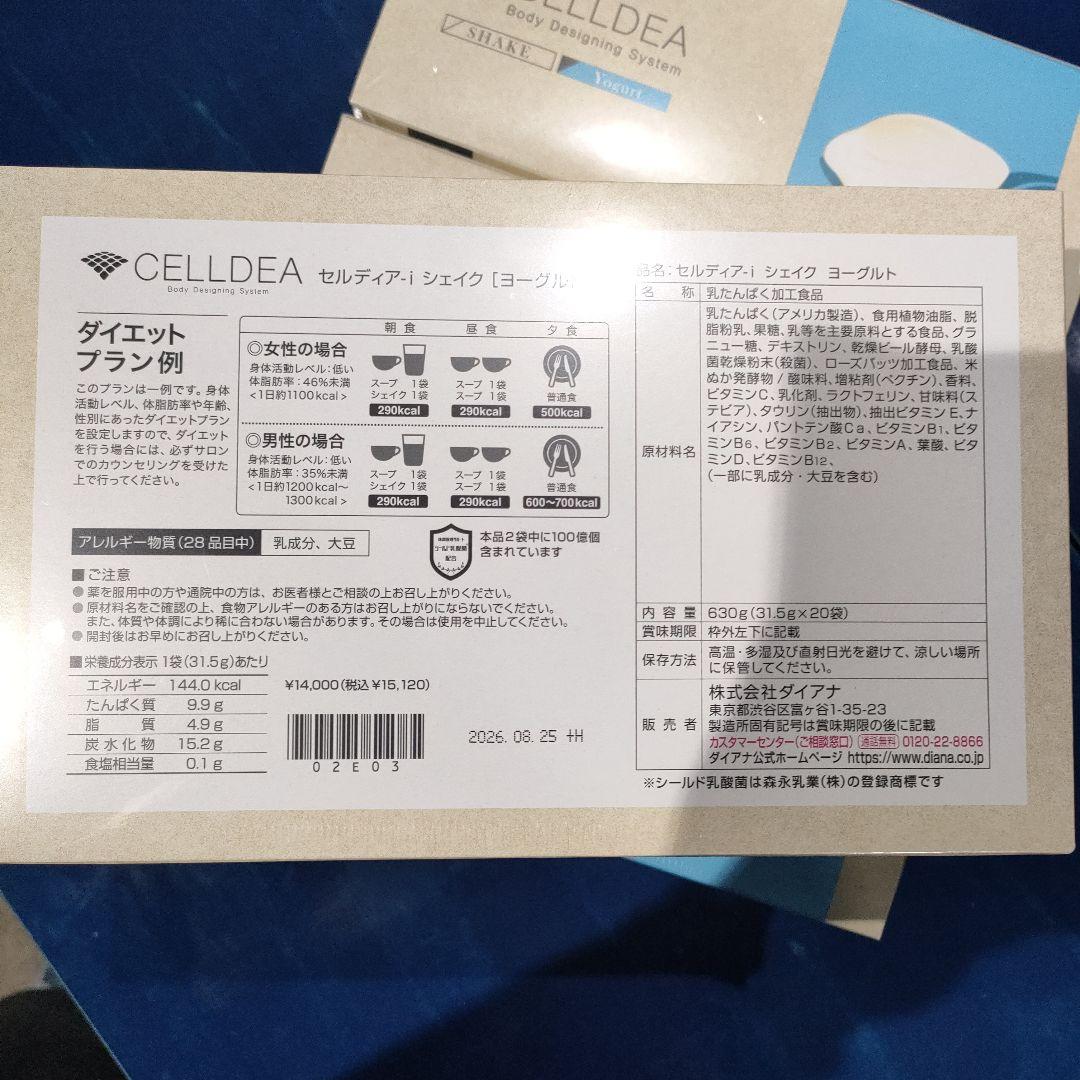 CELLDEA
Body Designing System
SHAKE
Yogurt
CELLDEA
Body Designing System
セルディア-i シェイク [ヨーグルト
ダイエット
プラン例
このプランは一例です。身体
活動レベル、体脂肪率や年齢、
性別にあったダイエットプラン
を設定しますので、ダイエット
を行う場合には、必ずサロン
でのカウンセリングを受けた
上で行ってください。
朝食 昼食 夕食
◎女性の場合
身体活動レベル:低い
体脂肪率:46%未満
<1日約1100kcal>
スープ 1袋
シェイク 1袋
290kcal
スープ 1袋
スープ 1袋
290kcal
普通食
500kcal
◎男性の場合
身体活動レベル:低い
体脂肪率:35%未満
<1日約1200kcal~
1300kcal>
スープ 1袋
シェイク 1袋
290kcal
スープ 1袋
スープ 1袋
290kcal
普通食
600~700kcal
アレルギー物質(28品目中) 乳成分、大豆
シールド乳酸菌
配合
本品2袋中に100億個
含まれています
■ご注意
●薬を服用中の方や通院中の方は、お医者様とご相談の上お召し上がりください。
●原材料名をご確認の上、食物アレルギーのある方はお召し上がりにならないでください。
また、体質や体調により稀に合わない場合があります。その場合は使用を中止してください。
●開封後はお早めにお召し上がりください。
■栄養成分表示 1袋(31.5g)あたり
エネルギー 144.0kcal
たんぱく質 9.9g
脂質 4.9g
炭水化物 15.2g
食塩相当量 0.1g
¥14,000(税込¥15,120)
02E03
2026.08.25 +H
品名:セルディア-i シェイク ヨーグルト
名称 乳たんぱく加工食品
原材料名
乳たんぱく(アメリカ製造)、食用植物油脂、脱
脂粉乳、果糖、乳等を主要原料とする食品、グラ
ニュー糖、デキストリン、乾燥ビール酵母、乳酸
菌乾燥粉末(殺菌)、ローズバッツ加工食品、米
ぬか発酵物/酸味料、増粘剤(ペクチン)、香料、
ビタミンC、乳化剤、ラクトフェリン、甘味料(ス
テビア)、タウリン(抽出物)、抽出ビタミンE、ナ
イアシン、パントテン酸Ca、ビタミンB1、ビタ
ミンB6、ビタミンB2、ビタミンA、葉酸、ビタ
ミンD、ビタミンB12、
(一部に乳成分・大豆を含む)
内容量 630g(31.5g×20袋)
賞味期限 枠外左下に記載
保存方法 高温・多湿及び直射日光を避けて、涼しい場所
に保管してください。
販売者
株式会社ダイアナ
東京都渋谷区富ヶ谷1-35-23
製造所固有記号は賞味期限の後に記載
カスタマーセンター(ご相談窓口) 通話無料 0120-22-8866
ダイアナ公式ホームページ https://www.diana.co.jp
※シールド乳酸菌は森永乳業(株)の登録商標です